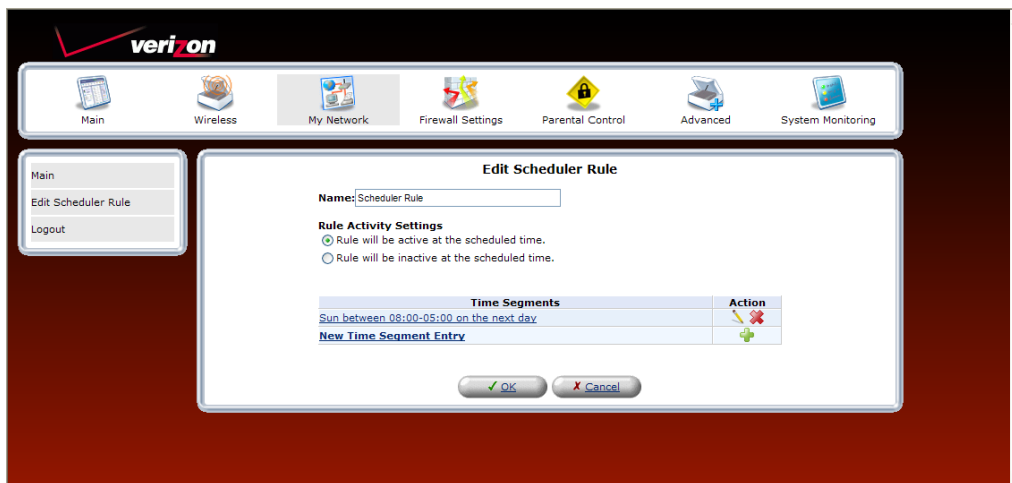 verizon
Main
Wireless
My Network
Firewall Settings
Parental Control
Advanced
System Monitoring
Main
Edit Scheduler Rule
Logout
Edit Scheduler Rule
Name: Scheduler Rule
Rule Activity Settings
Rule will be active at the scheduled time.
Rule will be inactive at the scheduled time.
Time Segments Action
Sun between 08:00-05:00 on the next day
New Time Segment Entry
OK Cancel